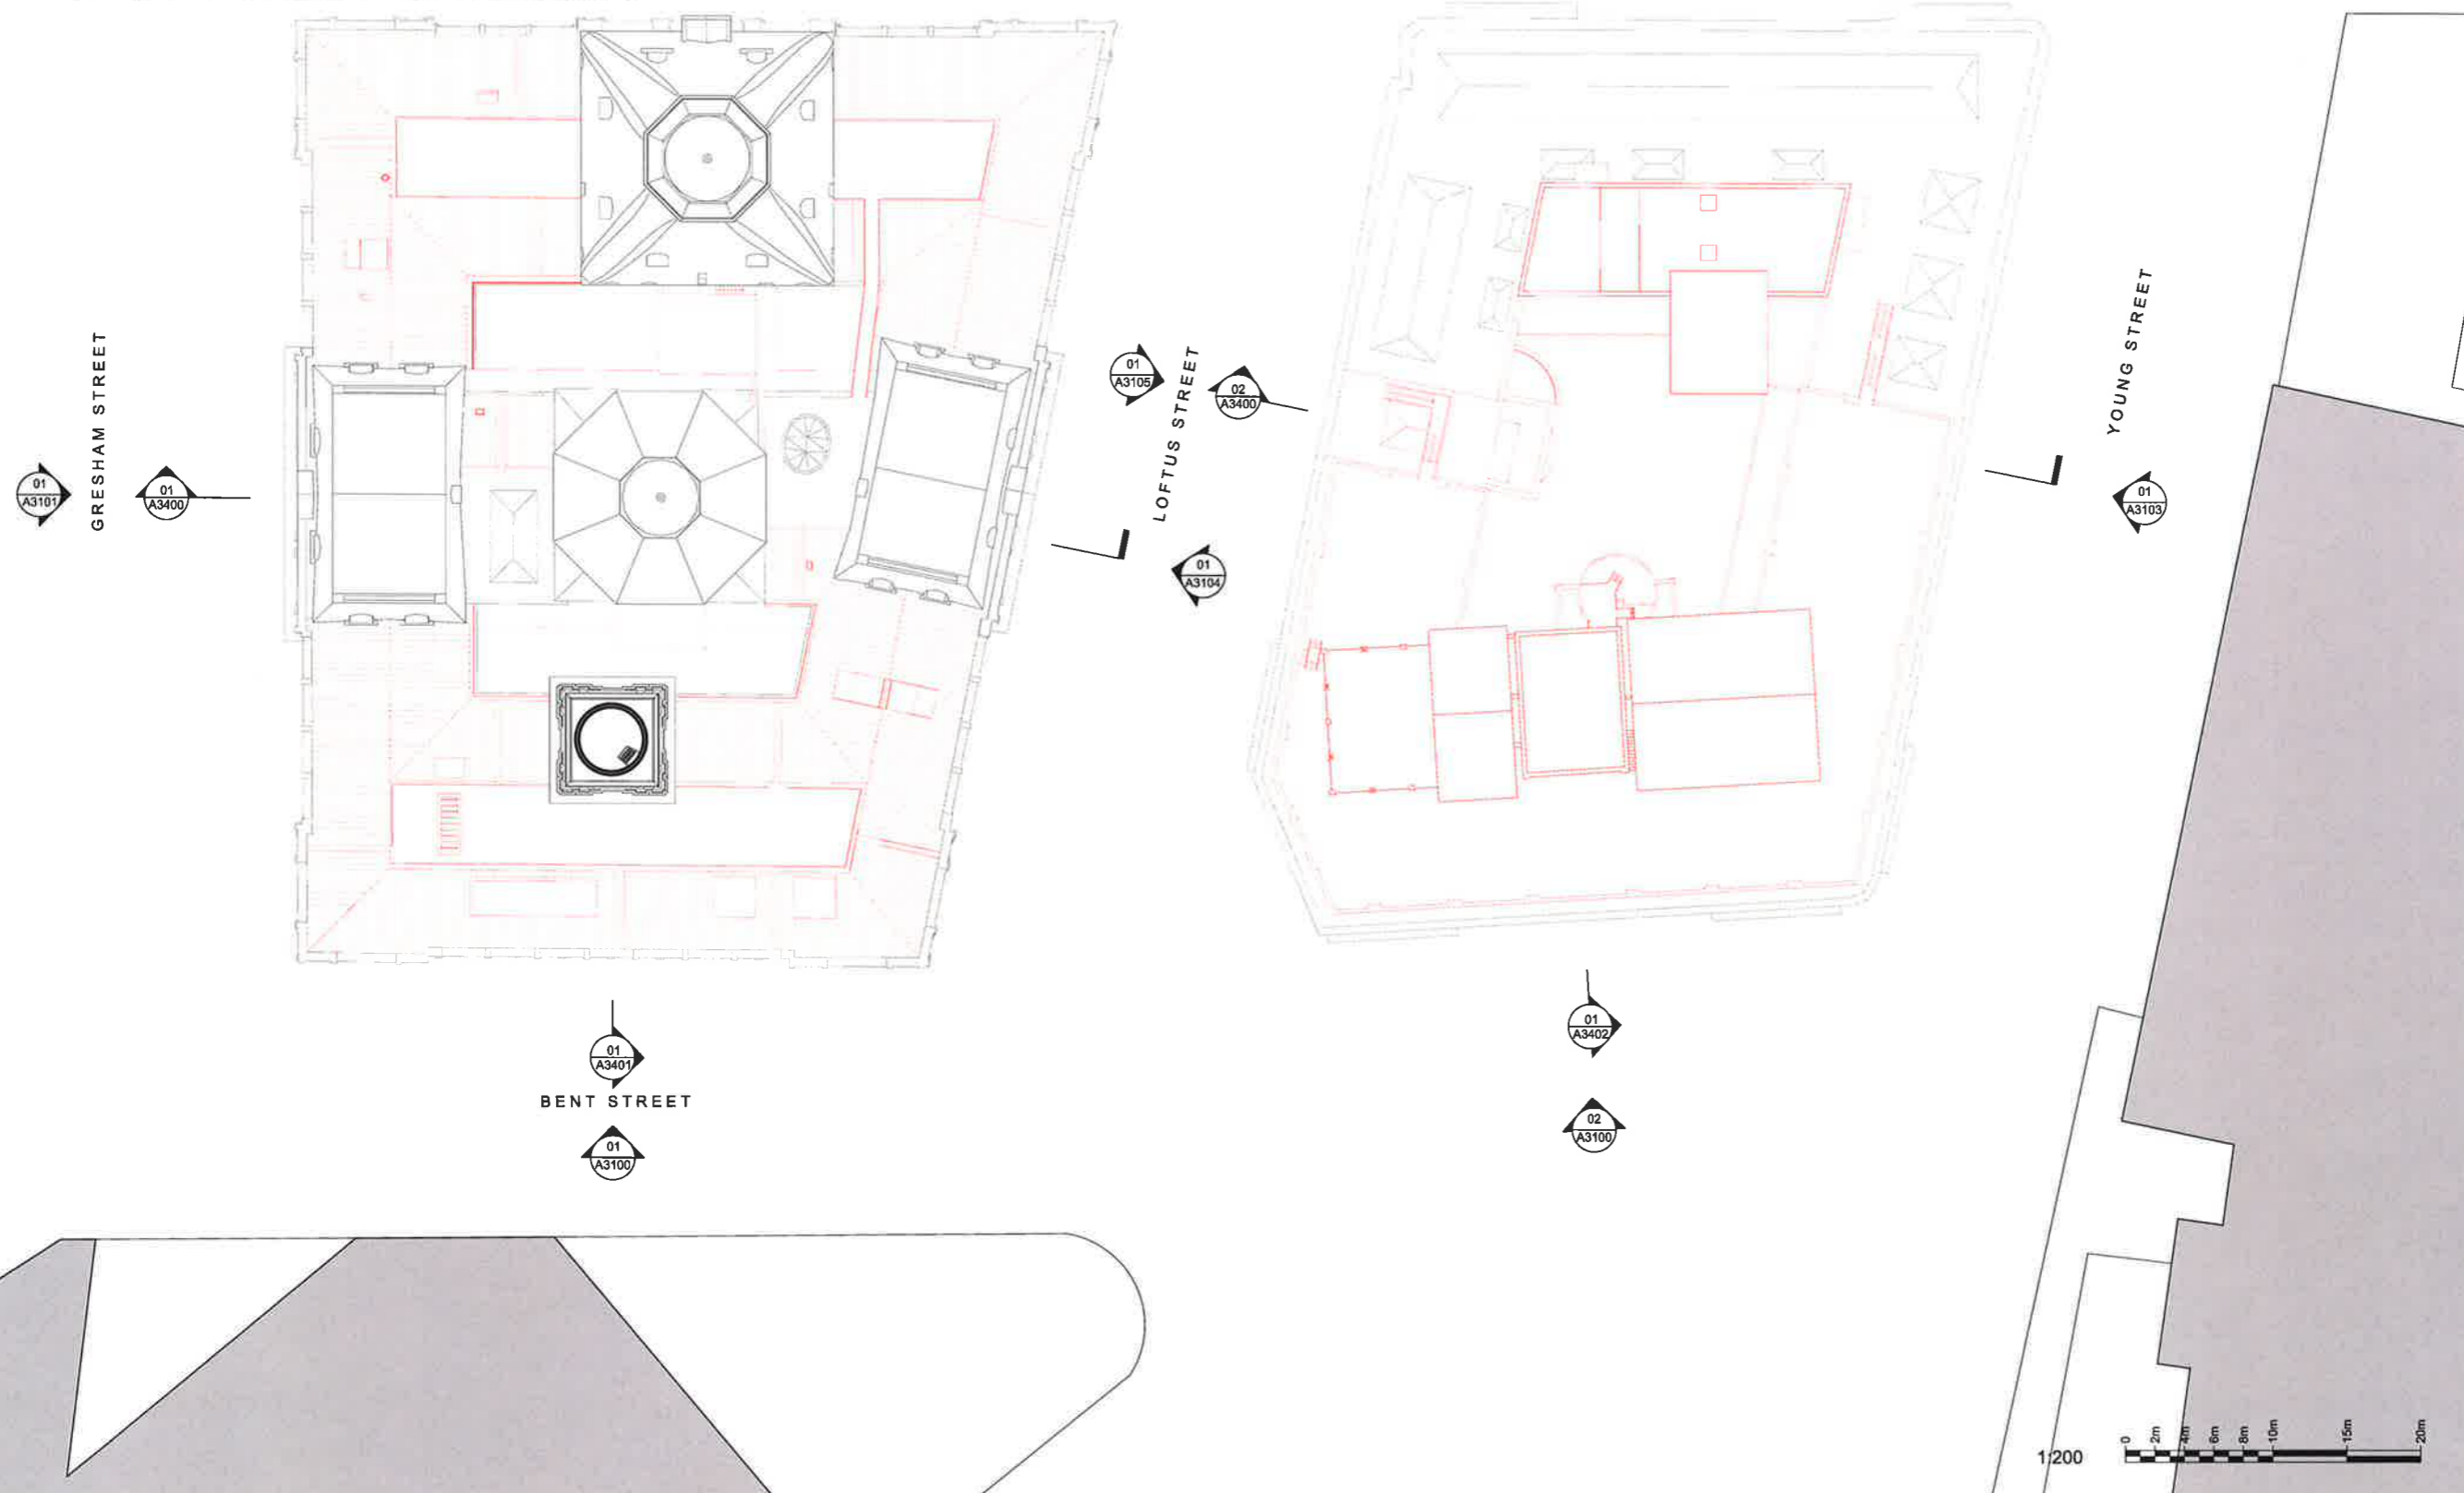 GRESHAM STREET
01
A3101
01
A3400
01
A3105
02
A3400
LOFTUS STREET
01
A3104
YOUNG STREET
01
A3103
01
A3401
BENT STREET
01
A3100
01
A3402
02
A3100
1:200
0 2m 4m 6m 8m 10m 15m 20m